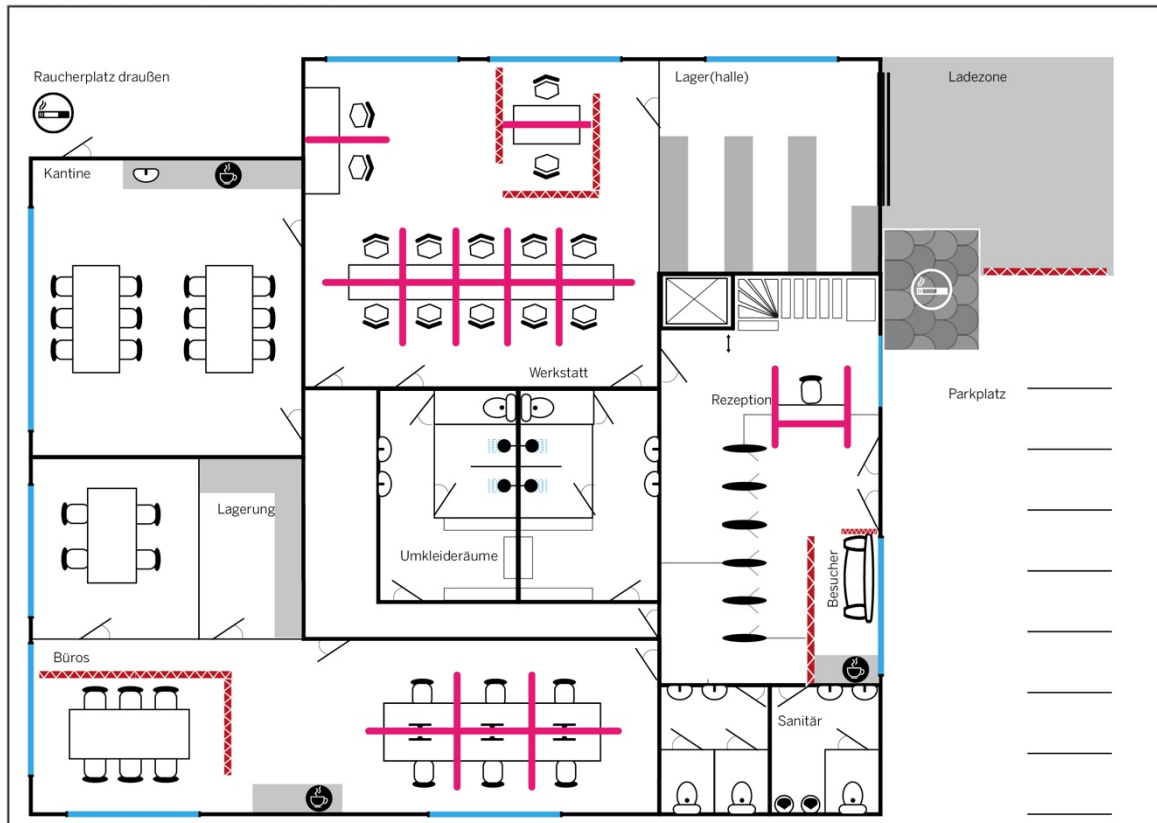 Raucherplatz draußen
Lager(halle)
Ladezone
Kantine
Werkstatt
Rezeption
Parkplatz
Lagerung
Umkleideräume
Besucher
Büros
Sanitär